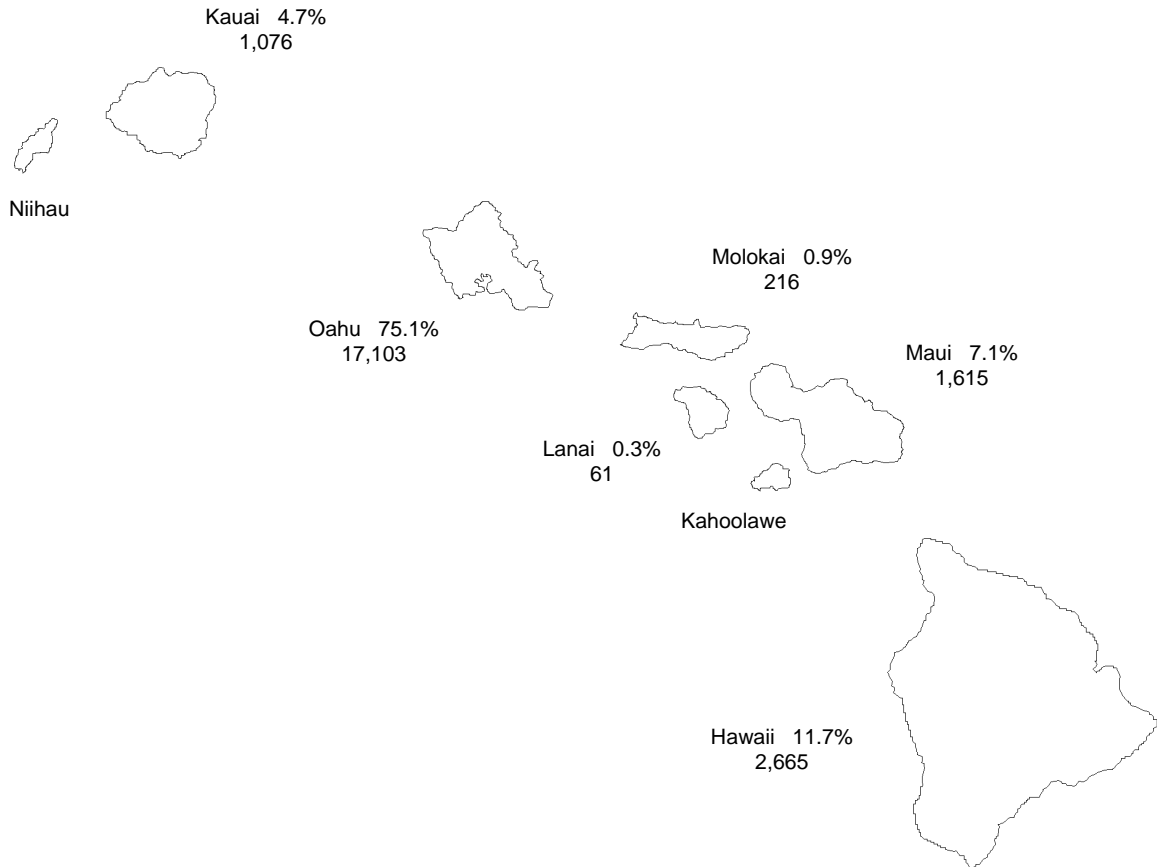 Kauai 4.7%
1,076
Niihau
Molokai 0.9%
216
Oahu 75.1%
17,103
Maui 7.1%
1,615
Lanai 0.3%
61
Kahoolawe
Hawaii 11.7%
2,665